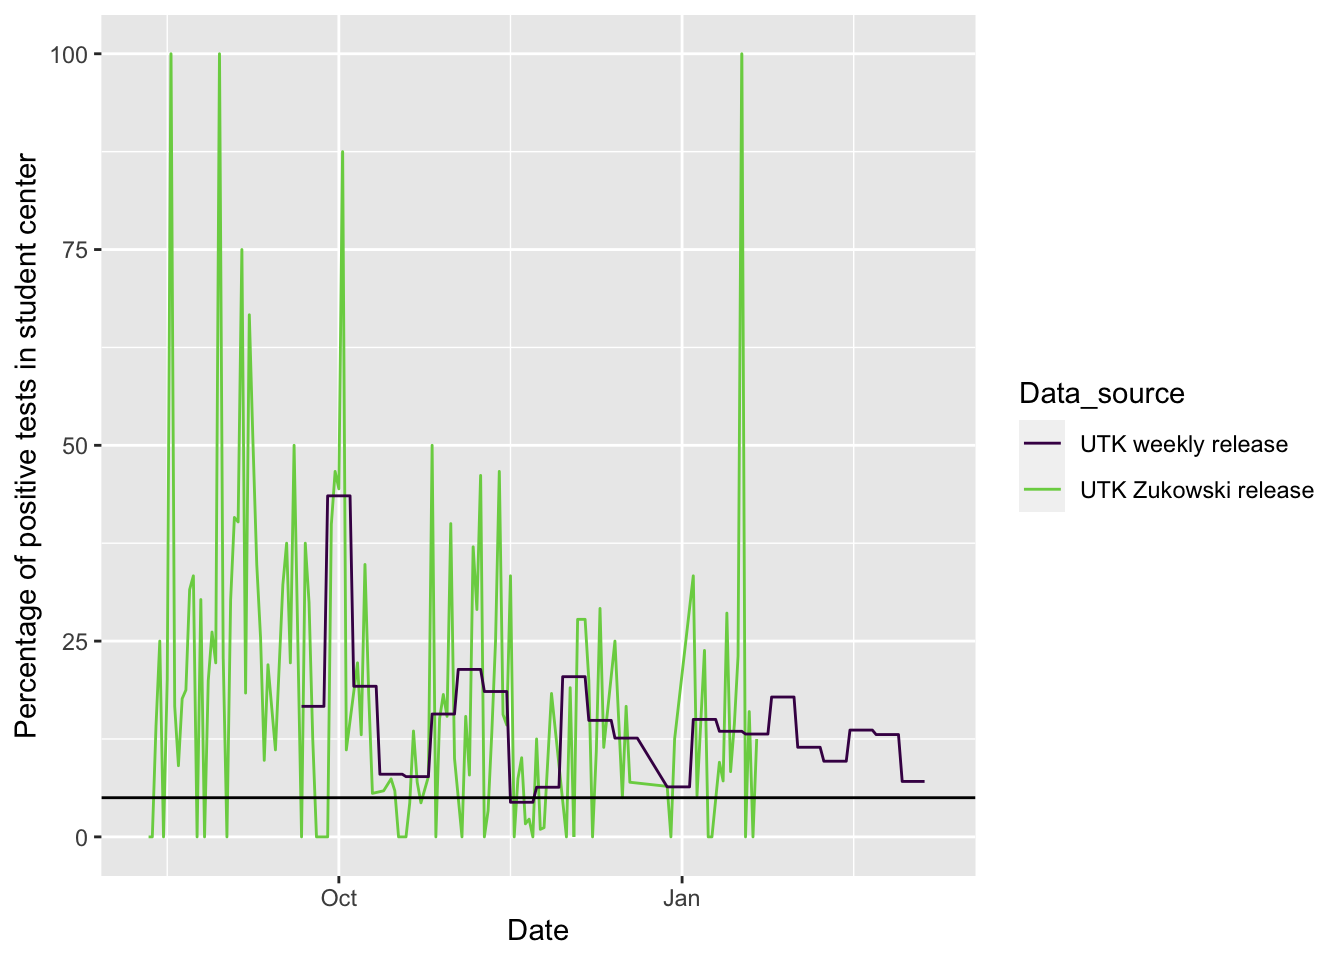 Percentage of positive tests in student center
100
75
50
25
0
Oct
Jan
Date
Data_source
UTK weekly release
UTK Zukowski release